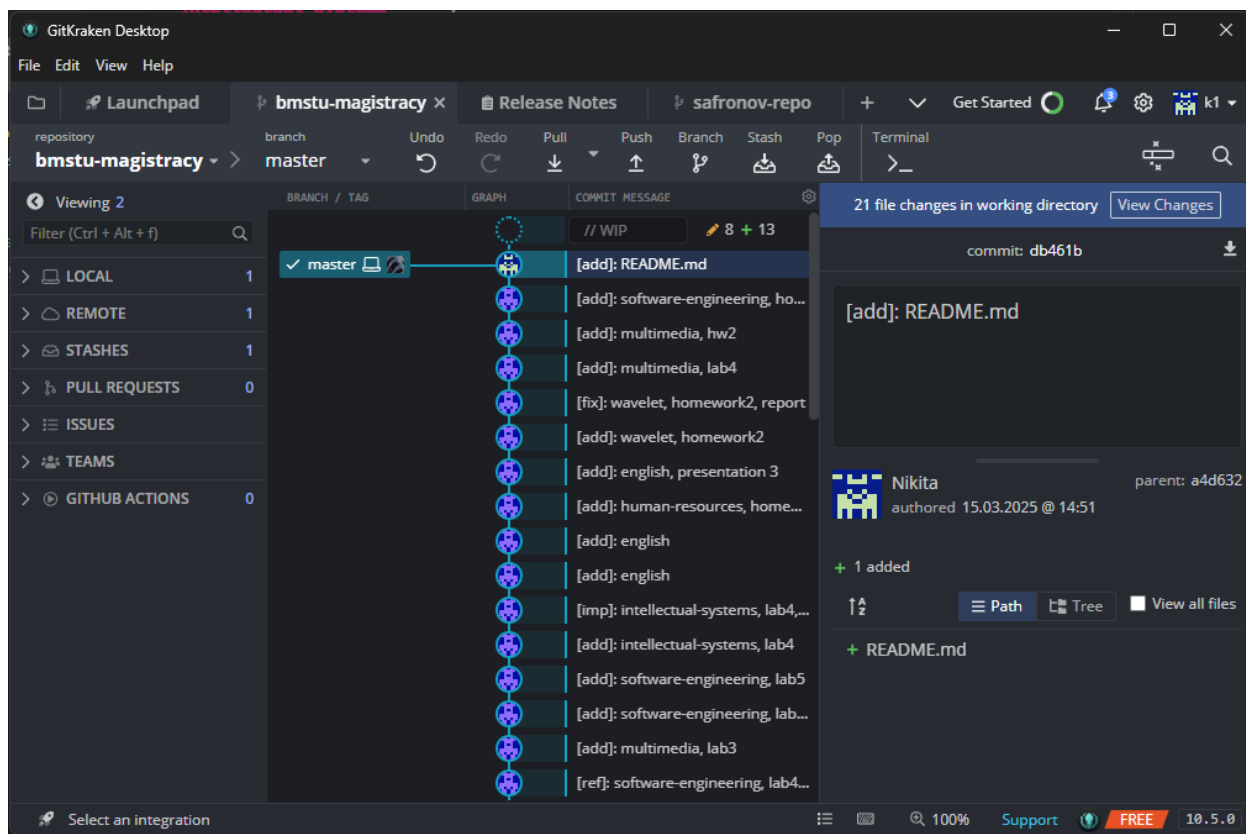 GitKraken Desktop
File Edit View Help
Launchpad bmstu-magistracy Release Notes safronov-repo Get Started 3 k1
repository branch Undo Redo Pull Push Branch Stash Pop Terminal
bmstu-magistracy master
Viewing 2
Filter (Ctrl + Alt + f)
LOCAL 1
REMOTE 1
STASHES 1
PULL REQUESTS 0
ISSUES
TEAMS
GITHUB ACTIONS 0
BRANCH / TAG GRAPH COMMIT MESSAGE
// WIP 8 + 13
master [add]: README.md
[add]: software-engineering, ho...
[add]: multimedia, hw2
[add]: multimedia, lab4
[fix]: wavelet, homework2, report
[add]: wavelet, homework2
[add]: english, presentation 3
[add]: human-resources, home...
[add]: english
[add]: english
[imp]: intellectual-systems, lab4,...
[add]: intellectual-systems, lab4
[add]: software-engineering, lab5
[add]: software-engineering, lab...
[add]: multimedia, lab3
[ref]: software-engineering, lab4...
21 file changes in working directory View Changes
commit: db461b
[add]: README.md
Nikita parent: a4d632
authored 15.03.2025 @ 14:51
+ 1 added
Path Tree View all files
+ README.md
Select an integration 100% Support FREE 10.5.0